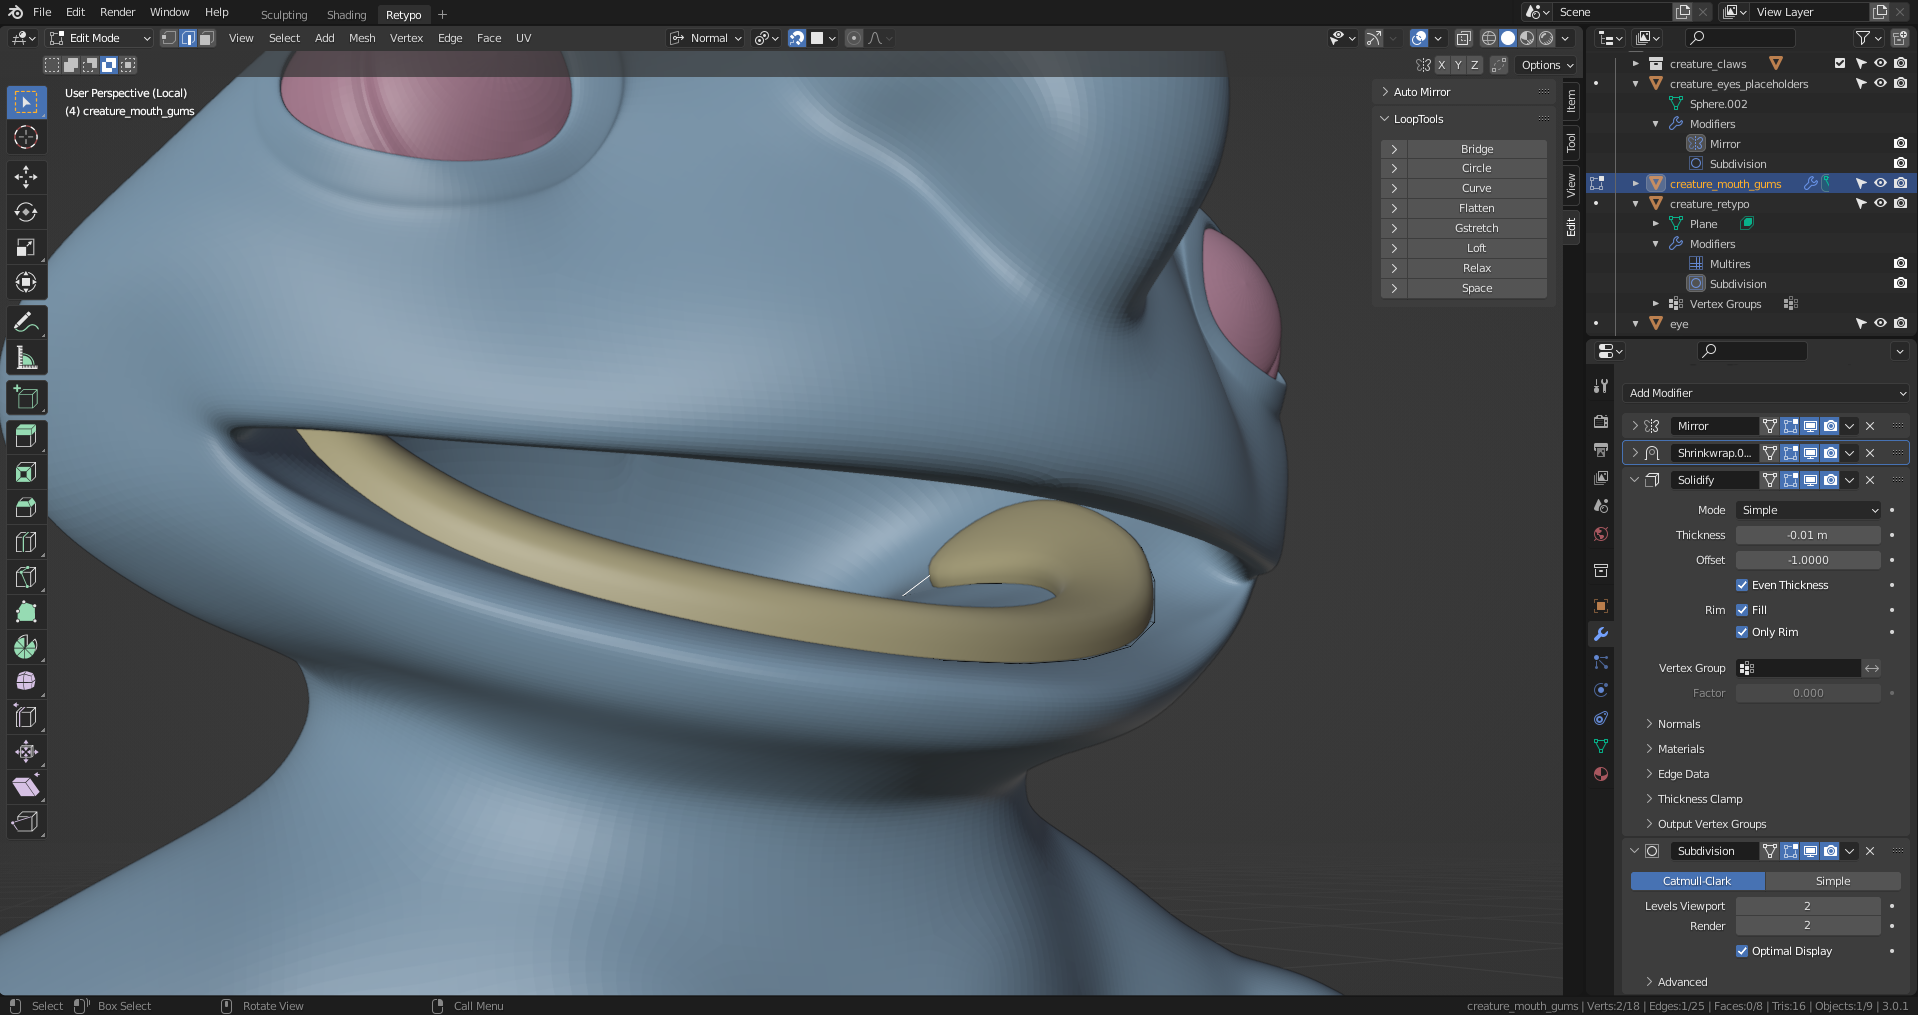 File Edit Render Window Help Sculpting Shading Retypo + Scene View Layer
Edit Mode View Select Add Mesh Vertex Edge Face UV Normal
X Y Z Options
User Perspective (Local)
(4) creature_mouth_gums
Auto Mirror
LoopTools
Bridge
Circle
Curve
Flatten
Gstretch
Loft
Relax
Space
Item
Tool
View
Edit
creature_claws
creature_eyes_placeholders
Sphere.002
Modifiers
Mirror
Subdivision
creature_mouth_gums
creature_retypo
Plane
Modifiers
Multires
Subdivision
Vertex Groups
eye
Add Modifier
Mirror
Shrinkwrap.0...
Solidify
Mode Simple
Thickness -0.01 m
Offset -1.0000
Even Thickness
Rim Fill
Only Rim
Vertex Group
Factor 0.000
Normals
Materials
Edge Data
Thickness Clamp
Output Vertex Groups
Subdivision
Catmull-Clark Simple
Levels Viewport 2
Render 2
Optimal Display
Advanced
Select Box Select Rotate View Call Menu creature_mouth_gums | Verts:2/18 | Edges:1/25 | Faces:0/8 | Tris:16 | Objects:1/9 | 3.0.1